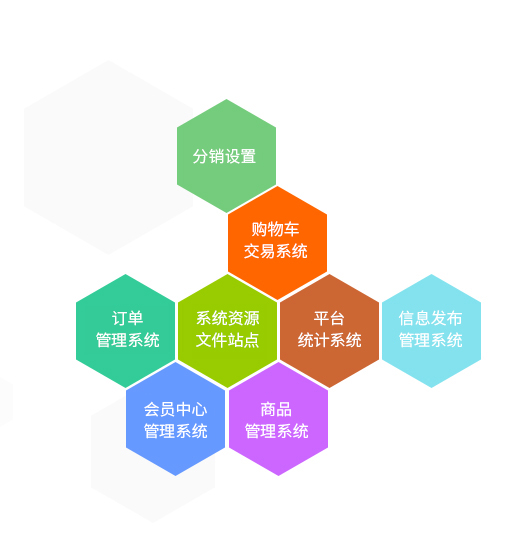 分销设置
购物车
交易系统
订单
管理系统
系统资源
文件站点
平台
统计系统
信息发布
管理系统
会员中心
管理系统
商品
管理系统